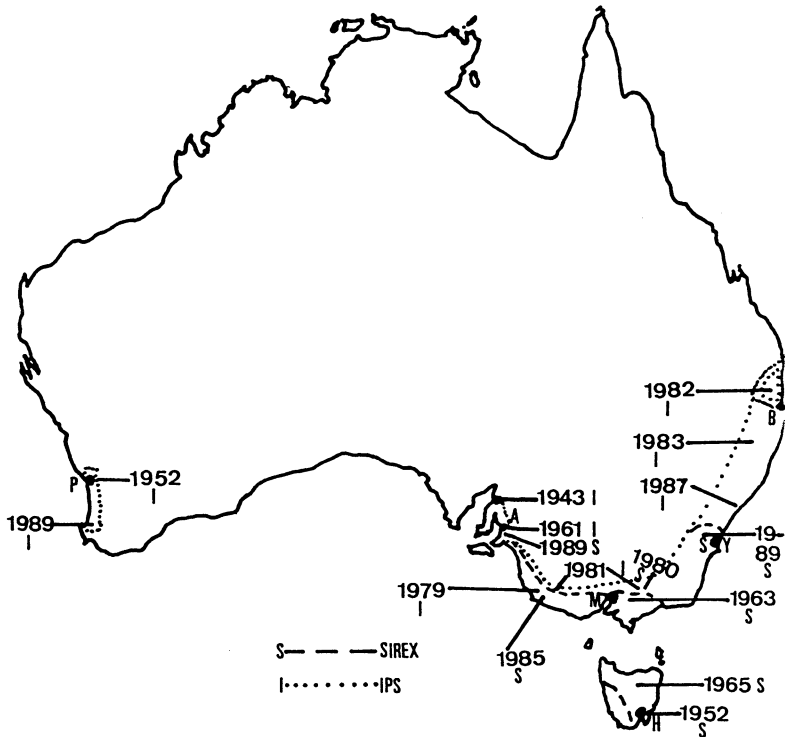 1982
I
B
1983
I
1987
I
P
1952
I
1943 I
A
1989
I
1961 I
1989 S
19-
89
S
S Y
1981 I
1980
S
1979
I
M
1963
S
1985
S
S SIREX
I IPS
1965 S
H
1952
S